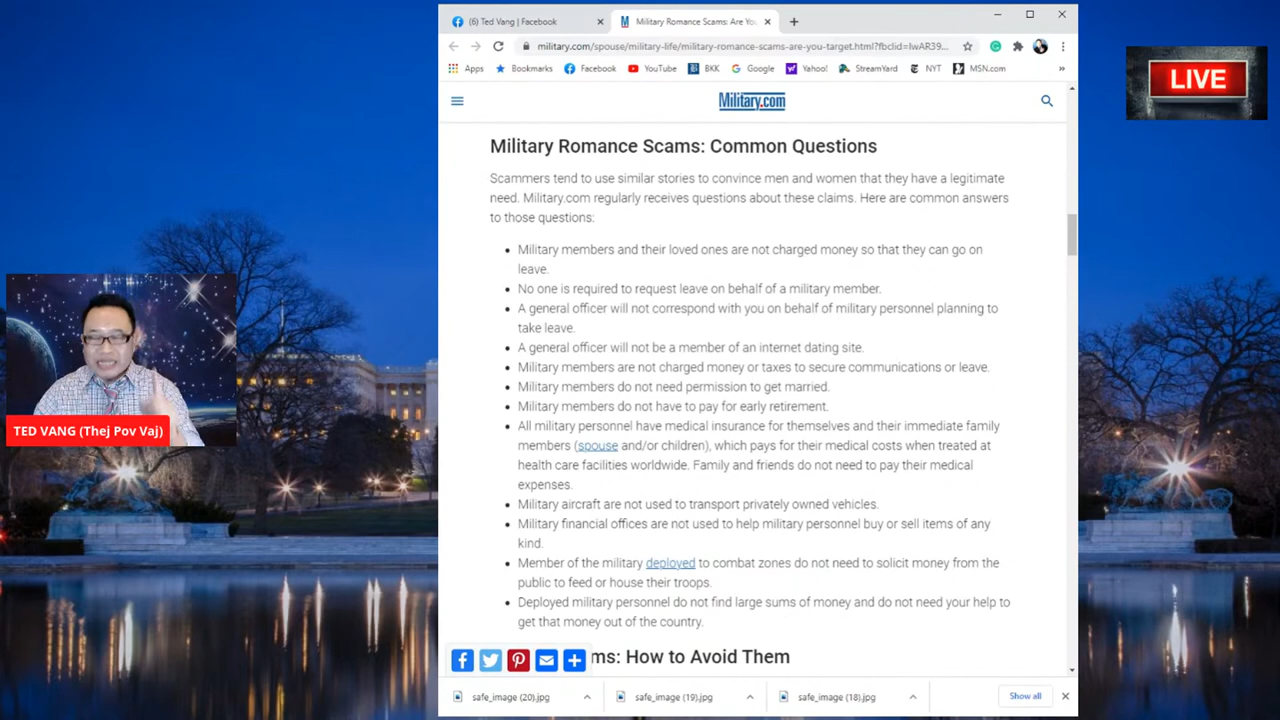 (6) Ted Vang | Facebook
Military Romance Scams: Are Yo
military.com/spouse/military-life/military-romance-scams-are-you-target.html?fbclid=IwAR39...
Apps Bookmarks Facebook YouTube BKK Google Yahoo! StreamYard NYT MSN.com »
LIVE
Military.com
Military Romance Scams: Common Questions
Scammers tend to use similar stories to convince men and women that they have a legitimate
need. Military.com regularly receives questions about these claims. Here are common answers
to those questions:
• Military members and their loved ones are not charged money so that they can go on
leave.
• No one is required to request leave on behalf of a military member.
• A general officer will not correspond with you on behalf of military personnel planning to
take leave.
• A general officer will not be a member of an internet dating site.
• Military members are not charged money or taxes to secure communications or leave.
• Military members do not need permission to get married.
• Military members do not have to pay for early retirement.
• All military personnel have medical insurance for themselves and their immediate family
members (spouse and/or children), which pays for their medical costs when treated at
health care facilities worldwide. Family and friends do not need to pay their medical
expenses.
• Military aircraft are not used to transport privately owned vehicles.
• Military financial offices are not used to help military personnel buy or sell items of any
kind.
• Member of the military deployed to combat zones do not need to solicit money from the
public to feed or house their troops.
• Deployed military personnel do not find large sums of money and do not need your help to
get that money out of the country.
ms: How to Avoid Them
TED VANG (Thej Pov Vaj)
safe_image (20).jpg
safe_image (19).jpg
safe_image (18).jpg
Show all